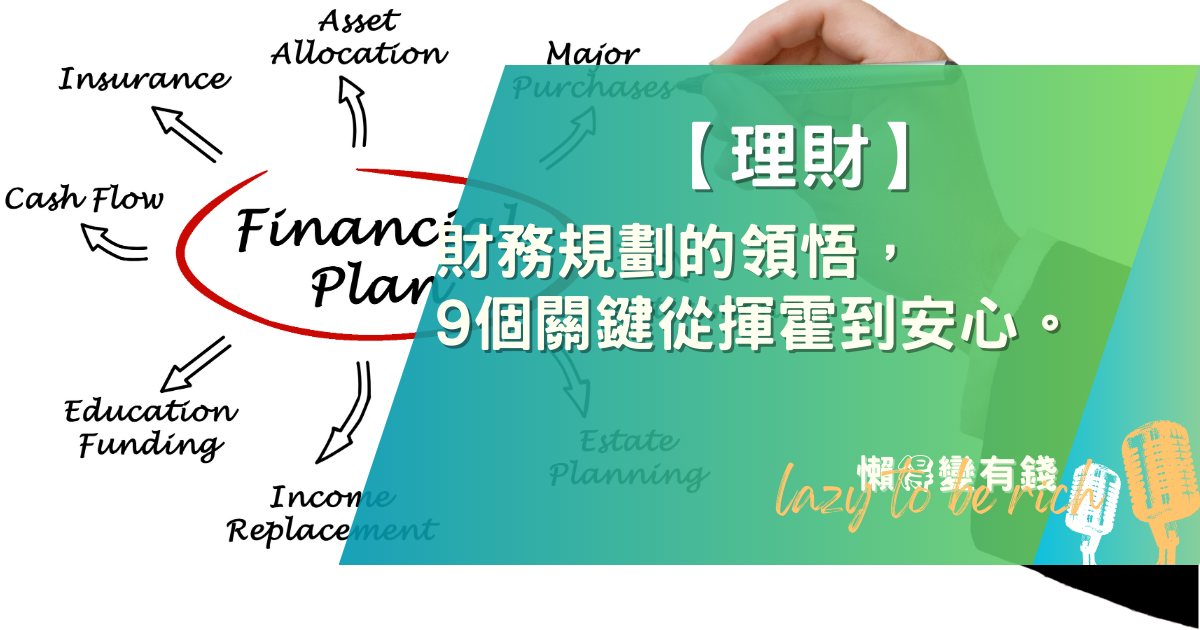 Asset
Allocation
Major
Purchases
Insurance
Cash Flow
Financial
Plan
Education
Funding
Income
Replacement
Estate
Planning
【理財】
財務規劃的領悟，
9個關鍵從揮霍到安心。
懶得變有錢
lazy to be rich